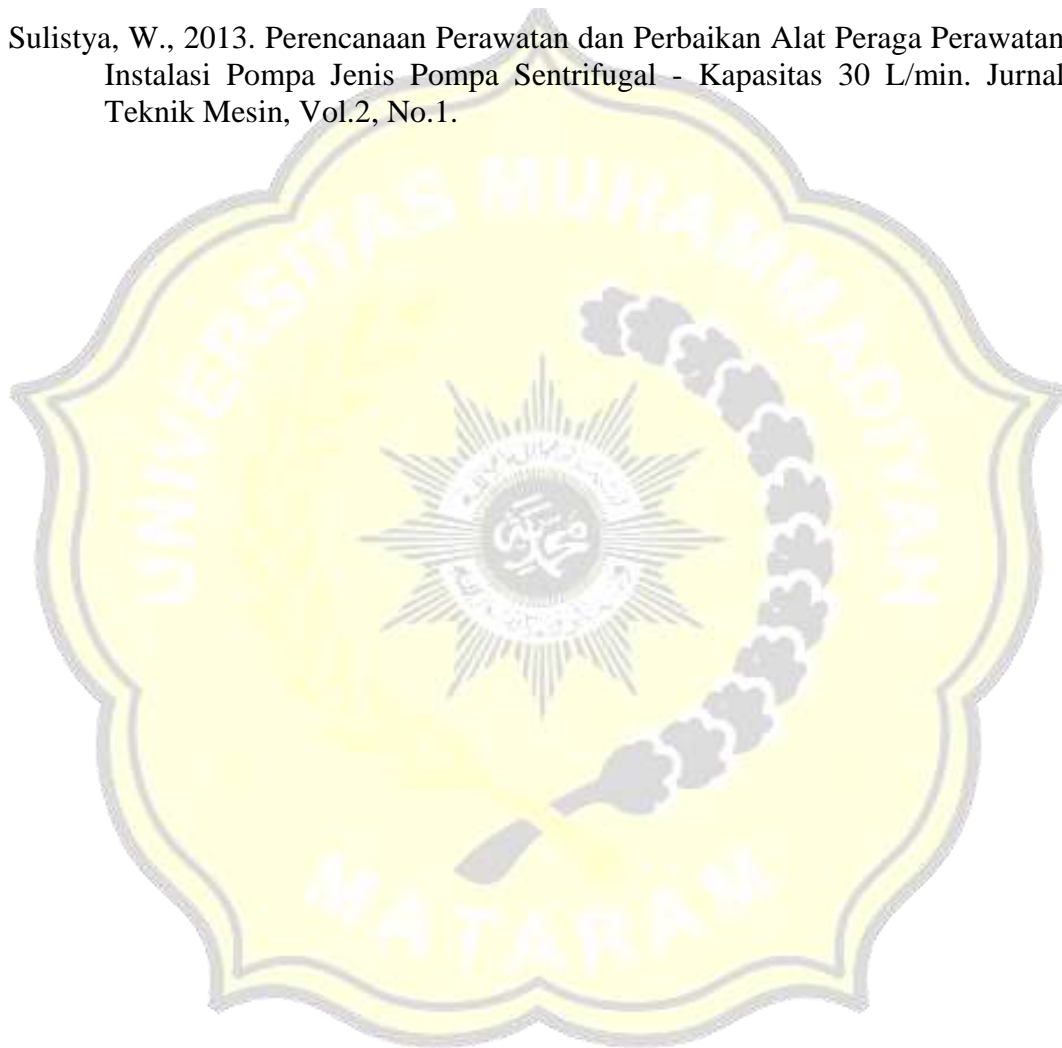 Sulistya, W., 2013. Perencanaan Perawatan dan Perbaikan Alat Peraga Perawatan
Instalasi Pompa Jenis Pompa Sentrifugal - Kapasitas 30 L/min. Jurnal
Teknik Mesin, Vol.2, No.1.
UNIVERSITAS MUHAMMADIYAH
محمدية
MATARAM